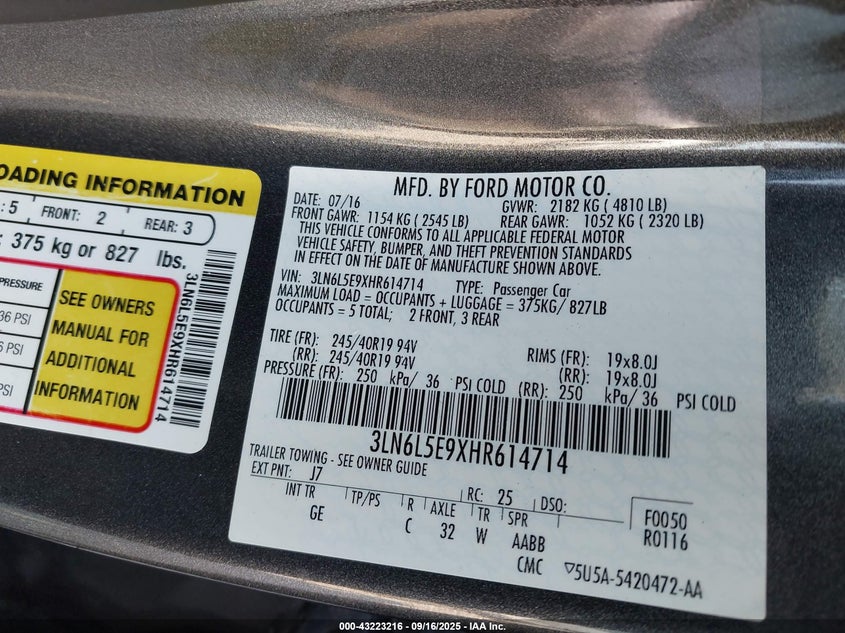 OADING INFORMATION
: 5 FRONT: 2 REAR: 3
: 375 kg or 827 lbs.
PRESSURE
36 PSI
6 PSI
PSI
SEE OWNERS
MANUAL FOR
ADDITIONAL
INFORMATION
3LN6L5E9XHR614714
MFD. BY FORD MOTOR CO.
DATE: 07/16 GVWR: 2182 KG ( 4810 LB)
FRONT GAWR: 1154 KG ( 2545 LB) REAR GAWR: 1052 KG ( 2320 LB)
THIS VEHICLE CONFORMS TO ALL APPLICABLE FEDERAL MOTOR
VEHICLE SAFETY, BUMPER, AND THEFT PREVENTION STANDARDS
IN EFFECT ON THE DATE OF MANUFACTURE SHOWN ABOVE.
VIN: 3LN6L5E9XHR614714 TYPE: Passenger Car
MAXIMUM LOAD = OCCUPANTS + LUGGAGE = 375KG/ 827LB
OCCUPANTS = 5 TOTAL; 2 FRONT, 3 REAR
TIRE (FR): 245/40R19 94V RIMS (FR): 19x8.0J
(RR): 245/40R19 94V (RR): 19x8.0J
PRESSURE (FR): 250 kPa/ 36 PSI COLD (RR): 250 kPa/ 36 PSI COLD
3LN6L5E9XHR614714
TRAILER TOWING - SEE OWNER GUIDE
EXT PNT: J7 RC: 25 DSO:
INT TR TP/PS R AXLE TR SPR F0050
GE C 32 W AABB R0116
CMC 5U5A-5420472-AA
000-43223216 - 09/16/2025 - IAA Inc.